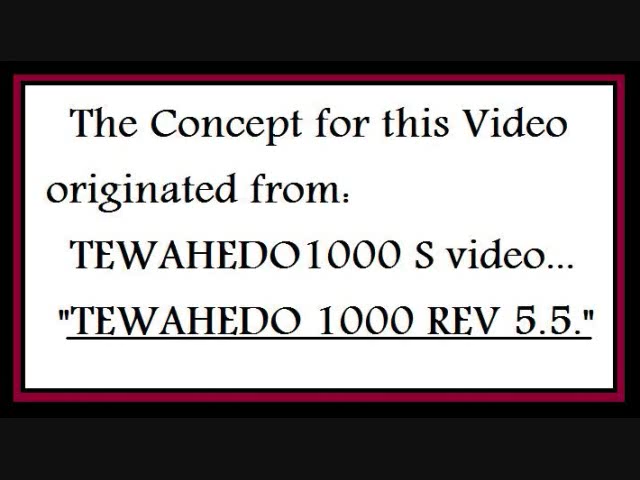 The Concept for this Video
originated from:
TEWAHEDO1000 S video...
"TEWAHEDO 1000 REV 5.5."